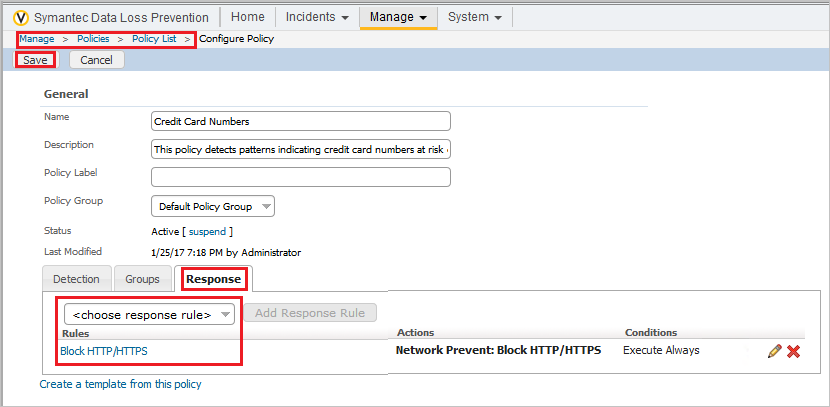 Symantec Data Loss Prevention Home Incidents Manage System
Manage > Policies > Policy List > Configure Policy
Save Cancel
General
Name Credit Card Numbers
Description This policy detects patterns indicating credit card numbers at risk
Policy Label
Policy Group Default Policy Group
Status Active [ suspend ]
Last Modified 1/25/17 7:18 PM by Administrator
Detection Groups Response
<choose response rule> Add Response Rule
Rules Actions Conditions
Block HTTP/HTTPS Network Prevent: Block HTTP/HTTPS Execute Always
Create a template from this policy